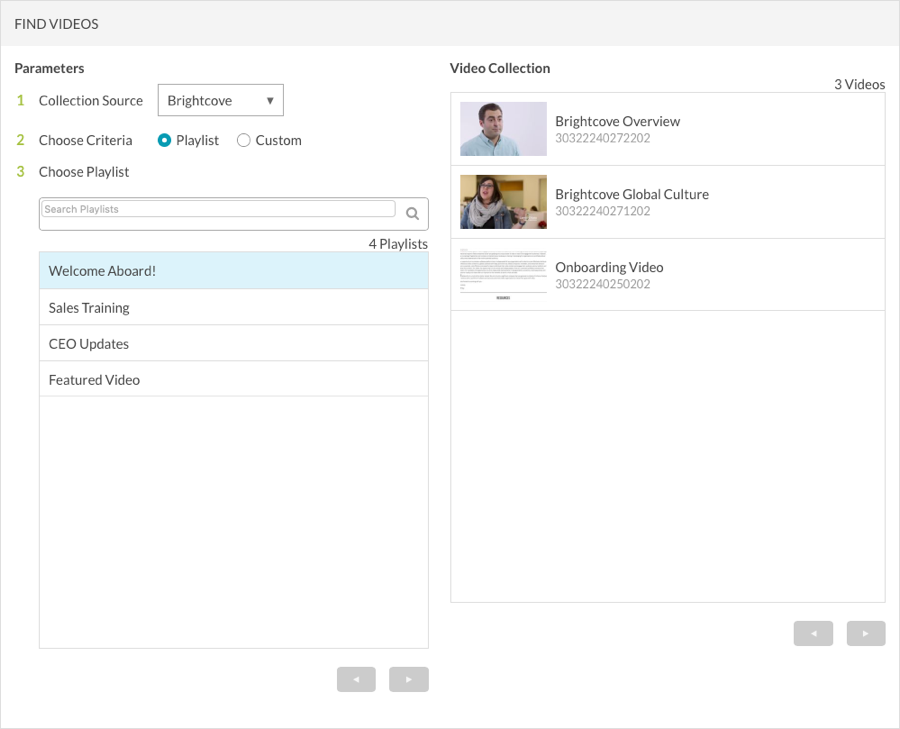 FIND VIDEOS
Parameters
1 Collection Source Brightcove
2 Choose Criteria Playlist Custom
3 Choose Playlist
Search Playlists
4 Playlists
Welcome Aboard!
Sales Training
CEO Updates
Featured Video
Video Collection
3 Videos
Brightcove Overview
30322240272202
Brightcove Global Culture
30322240271202
Onboarding Video
30322240250202